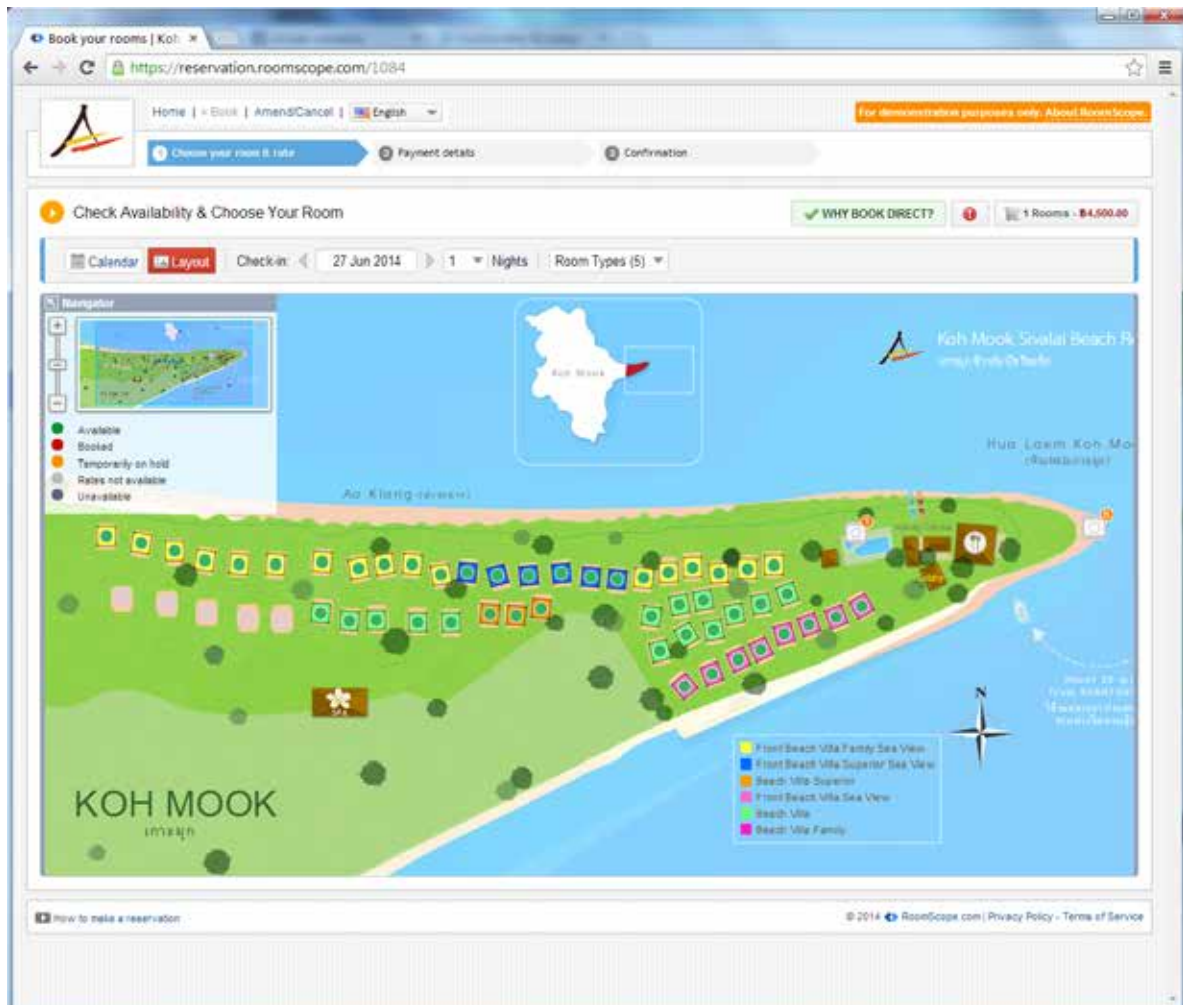 Book your rooms | Koh
https://reservation.roomscope.com/1084
Home | » Book | Amend/Cancel | English
For demonstration purposes only. About RoomScope.
1 Choose your room & rate
2 Payment details
3 Confirmation
Check Availability & Choose Your Room
WHY BOOK DIRECT?
1 Rooms - ฿4,500.00
Calendar
Layout
Check-in:
27 Jun 2014
1
Nights
Room Types (5)
Navigator
Available
Booked
Temporarily on hold
Rates not available
Unavailable
Koh Mook
Koh Mook Sivalai Beach Re
Hua Laem Koh Mo
Ao Klang
N
Front Beach Villa Family Sea View
Front Beach Villa Superior Sea View
Beach Villa Superior
Front Beach Villa Sea View
Beach Villa
Beach Villa Family
KOH MOOK
เกาะมุก
How to make a reservation
© 2014 RoomScope.com | Privacy Policy - Terms of Service